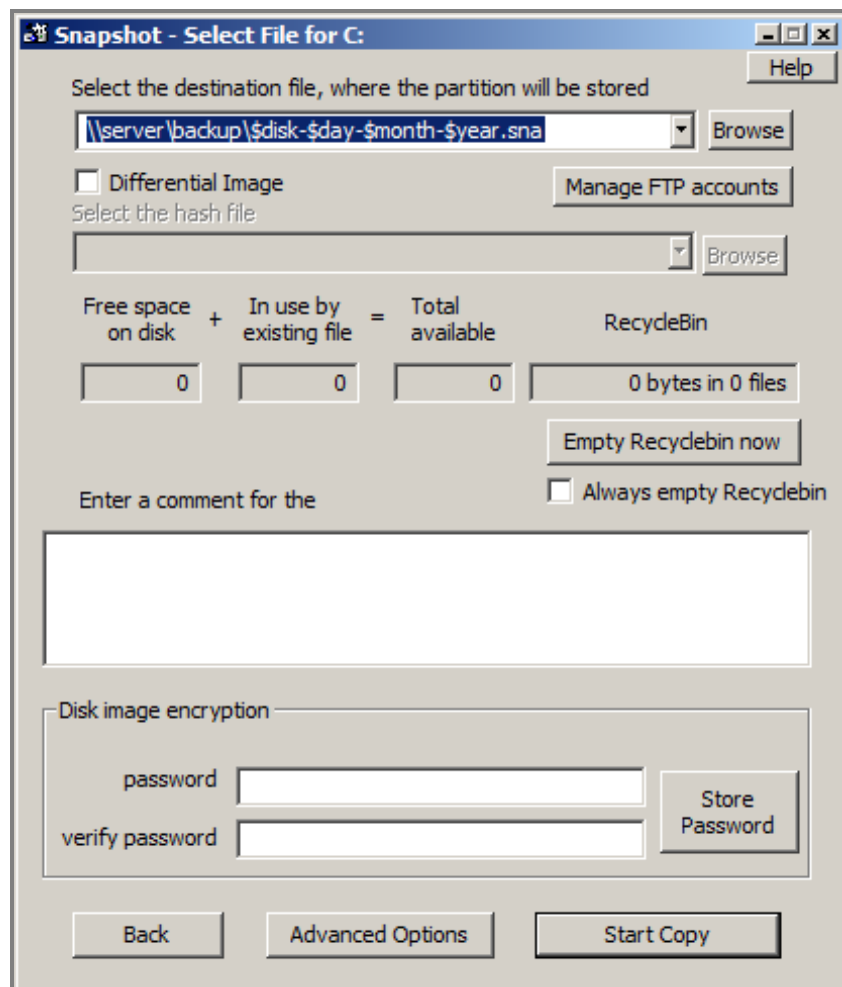 Snapshot - Select File for C:
Help
Select the destination file, where the partition will be stored
\\server\backup\$disk-$day-$month-$year.sna
Browse
Differential Image
Manage FTP accounts
Select the hash file
Browse
Free space on disk + In use by existing file = Total available
RecycleBin
0 0 0 0 bytes in 0 files
Empty Recyclebin now
Always empty Recyclebin
Enter a comment for the
Disk image encryption
password
verify password
Store
Password
Back Advanced Options Start Copy